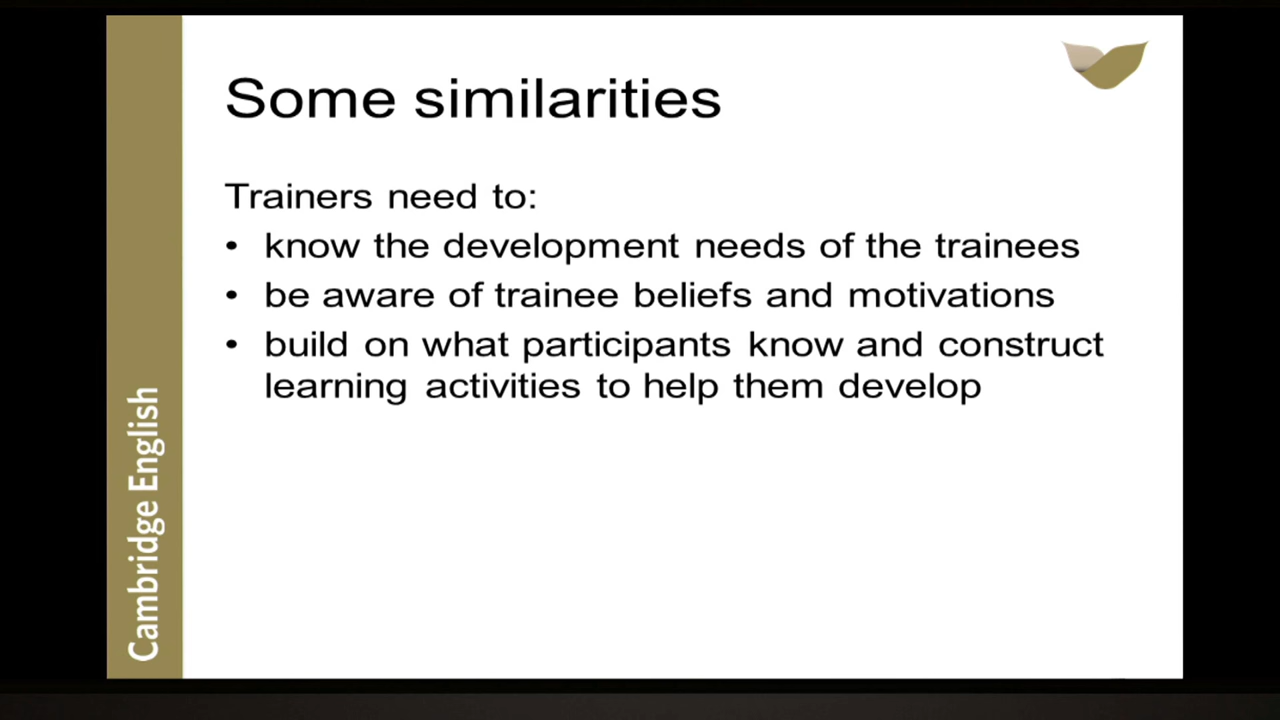 Some similarities
Trainers need to:
• know the development needs of the trainees
• be aware of trainee beliefs and motivations
• build on what participants know and construct
learning activities to help them develop
Cambridge English